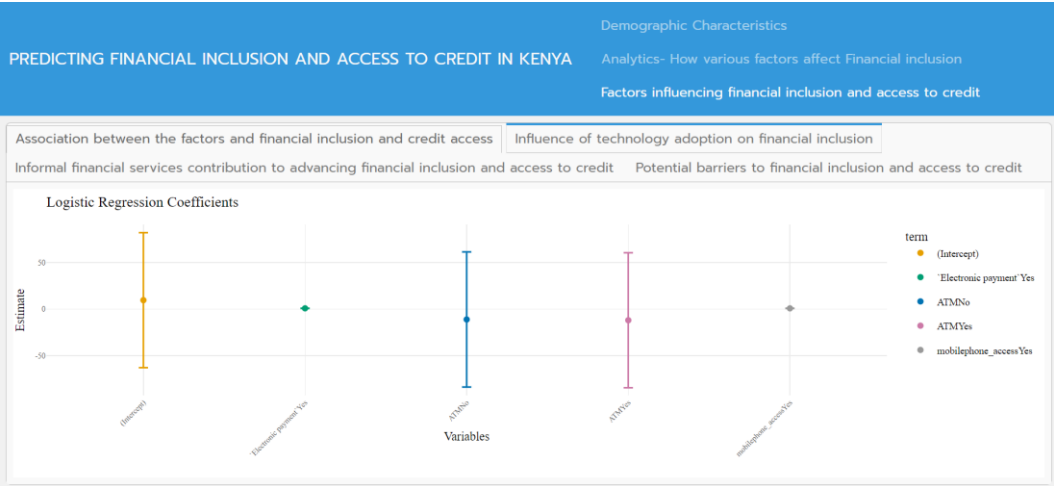 PREDICTING FINANCIAL INCLUSION AND ACCESS TO CREDIT IN KENYA
Demographic Characteristics
Analytics- How various factors affect Financial inclusion
Factors influencing financial inclusion and access to credit
Association between the factors and financial inclusion and credit access
Influence of technology adoption on financial inclusion
Informal financial services contribution to advancing financial inclusion and access to credit
Potential barriers to financial inclusion and access to credit
Logistic Regression Coefficients
Estimate
50
0
-50
(Intercept)
`Electronic payment`Yes
ATMNo
ATMYes
mobilephone_accessYes
Variables
term
(Intercept)
`Electronic payment`Yes
ATMNo
ATMYes
mobilephone_accessYes